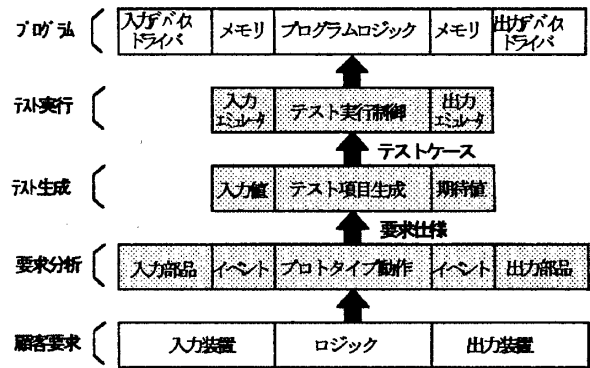 プログラム 入力デバイスドライバ メモリ プログラムロジック メモリ 出力デバイスドライバ
テスト実行 入力エミュレータ テスト実行制御 出力エミュレータ
テストケース
テスト生成 入力値 テスト項目生成 期待値
要求仕様
要求分析 入力部品 イベント プロトタイプ動作 イベント 出力部品
顧客要求 入力装置 ロジック 出力装置